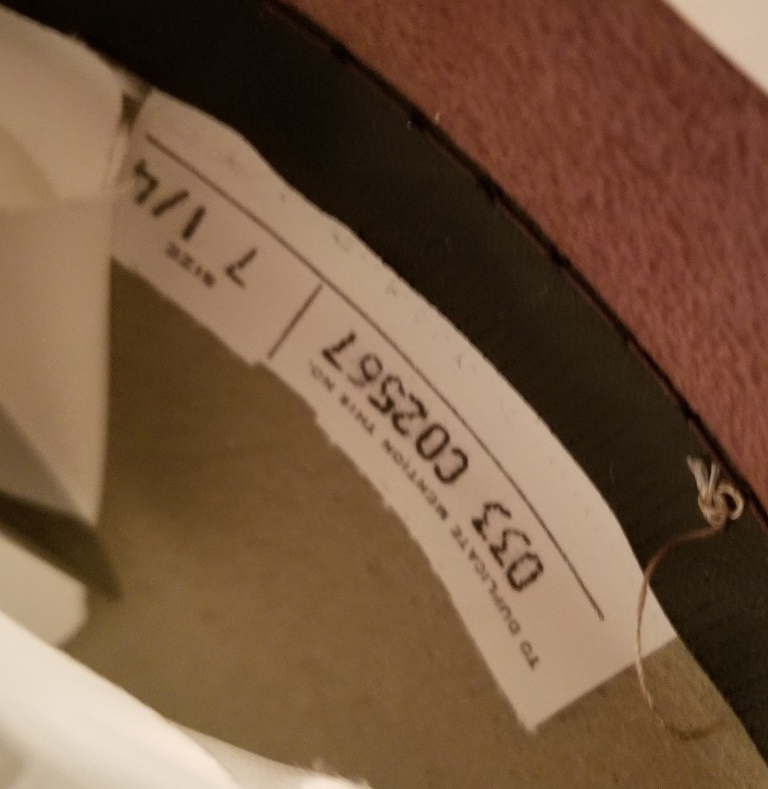 TO DUPLICATE MENTION THIS NO.
033 C02567
SIZE
7 1/4